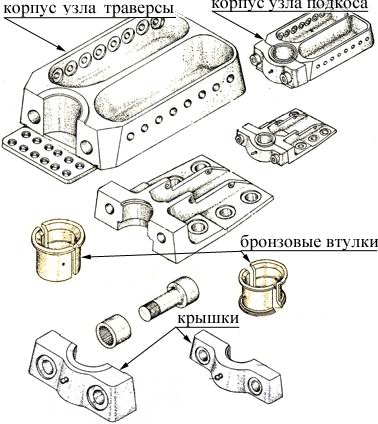 корпус узла траверсы
корпус узла подкоса
бронзовые втулки
крышки